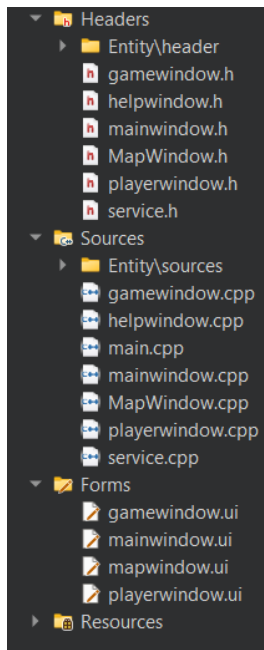 Headers
Entity\header
gamewindow.h
helpwindow.h
mainwindow.h
MapWindow.h
playerwindow.h
service.h
Sources
Entity\sources
gamewindow.cpp
helpwindow.cpp
main.cpp
mainwindow.cpp
MapWindow.cpp
playerwindow.cpp
service.cpp
Forms
gamewindow.ui
mainwindow.ui
mapwindow.ui
playerwindow.ui
Resources